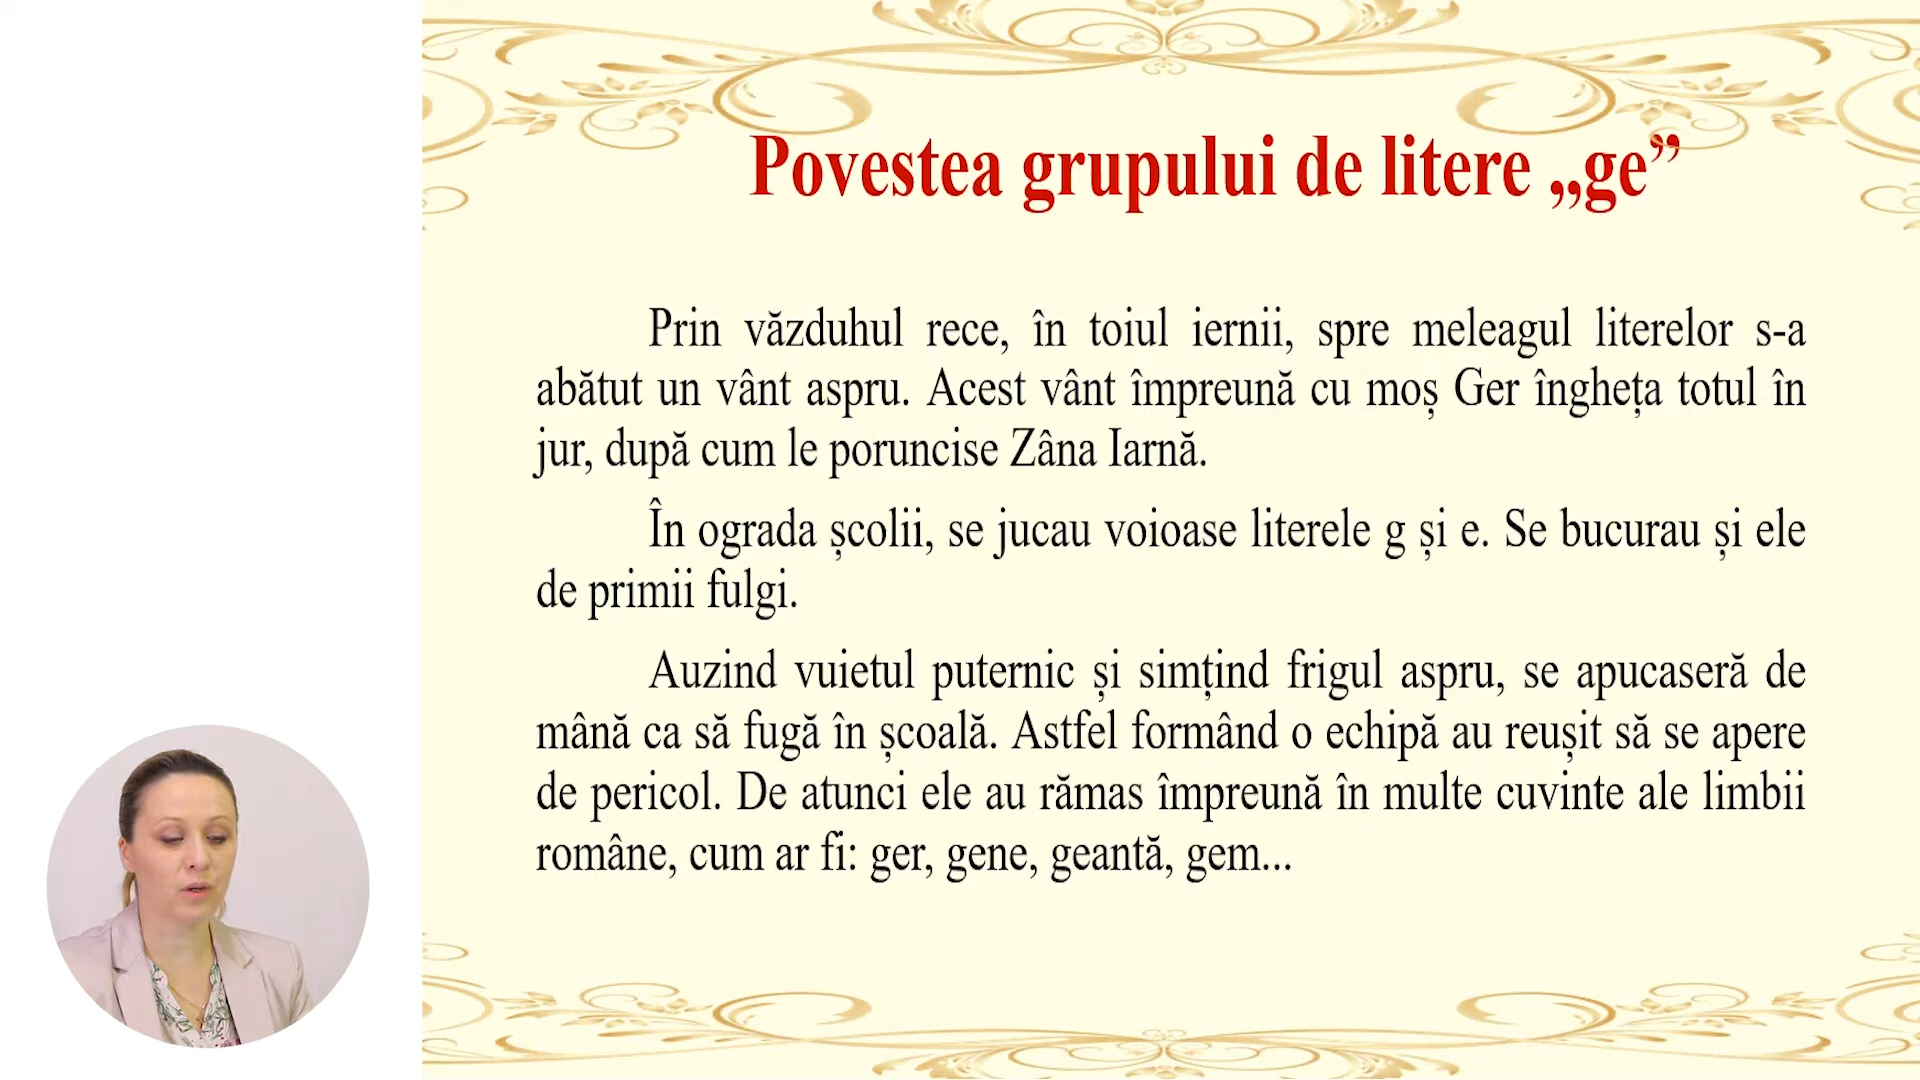 Povestea grupului de litere „ge”
Prin văzduhul rece, în toiul iernii, spre meleagul literelor s-a
abătut un vânt aspru. Acest vânt împreună cu moș Ger îngheța totul în
jur, după cum le poruncise Zâna Iarnă.
În ograda școlii, se jucau voioase literele g și e. Se bucurau și ele
de primii fulgi.
Auzind vuietul puternic și simțind frigul aspru, se apucaseră de
mână ca să fugă în școală. Astfel formând o echipă au reușit să se apere
de pericol. De atunci ele au rămas împreună în multe cuvinte ale limbii
române, cum ar fi: ger, gene, geantă, gem...